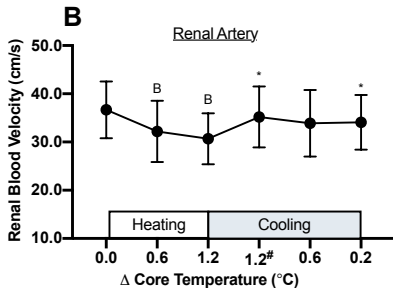 B
Renal Artery
Renal Blood Velocity (cm/s)
50.0
40.0
30.0
20.0
10.0
B
B
*
*
Heating
Cooling
0.0
0.6
1.2
1.2#
0.6
0.2
Δ Core Temperature (°C)